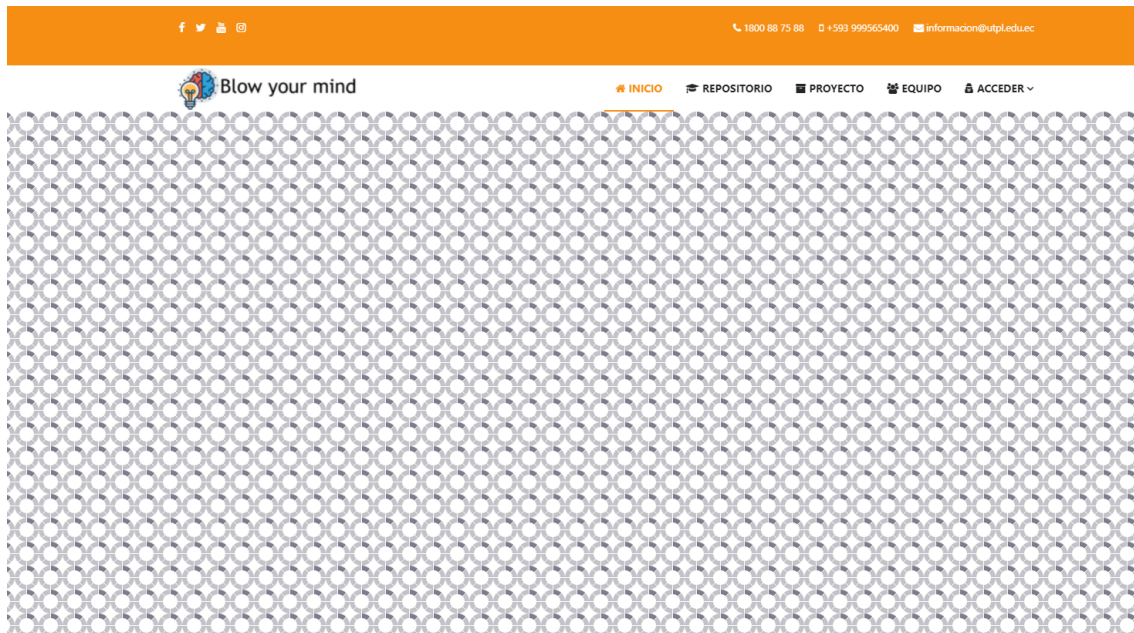 1800 88 75 88 +593 999565400 informacion@utpl.edu.ec
Blow your mind
INICIO REPOSITORIO PROYECTO EQUIPO ACCEDER